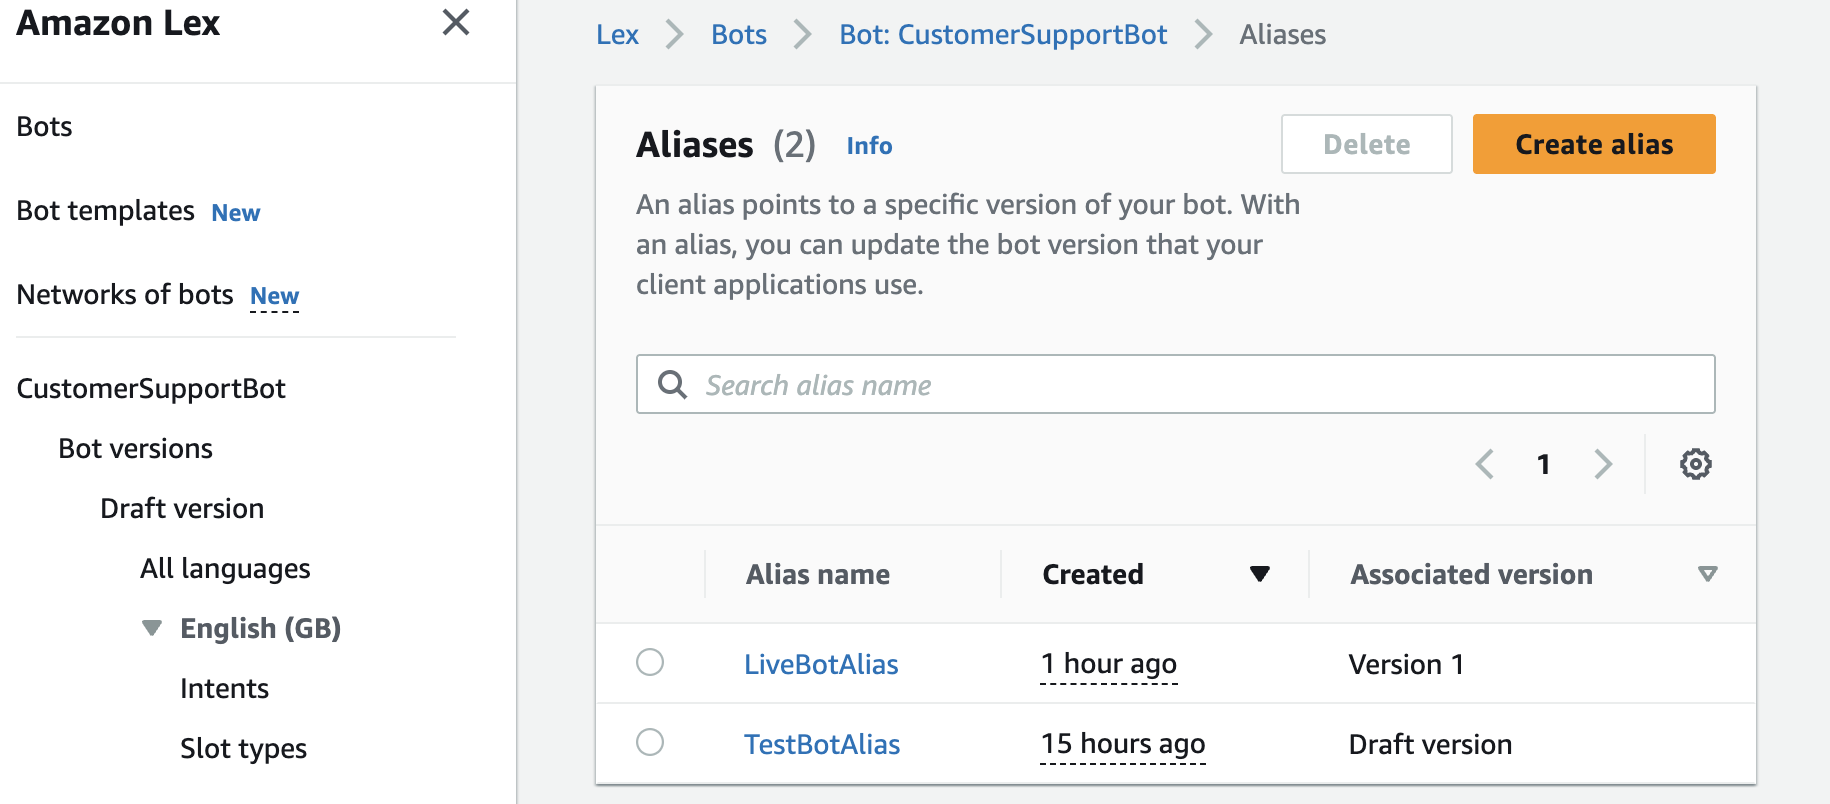 Amazon Lex
Bots
Bot templates New
Networks of bots New
CustomerSupportBot
Bot versions
Draft version
All languages
English (GB)
Intents
Slot types
Lex Bots Bot: CustomerSupportBot Aliases
Aliases (2) Info
Delete
Create alias
An alias points to a specific version of your bot. With
an alias, you can update the bot version that your
client applications use.
Search alias name
1
Alias name Created Associated version
LiveBotAlias 1 hour ago Version 1
TestBotAlias 15 hours ago Draft version